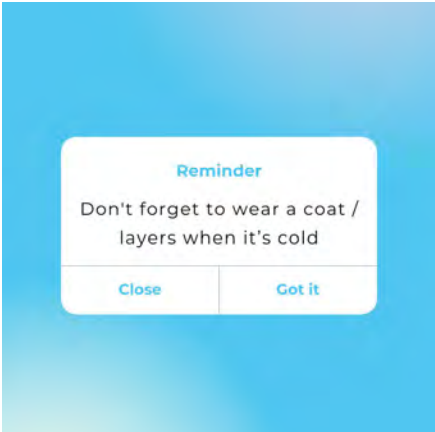 Reminder
Don't forget to wear a coat /
layers when it’s cold
Close
Got it